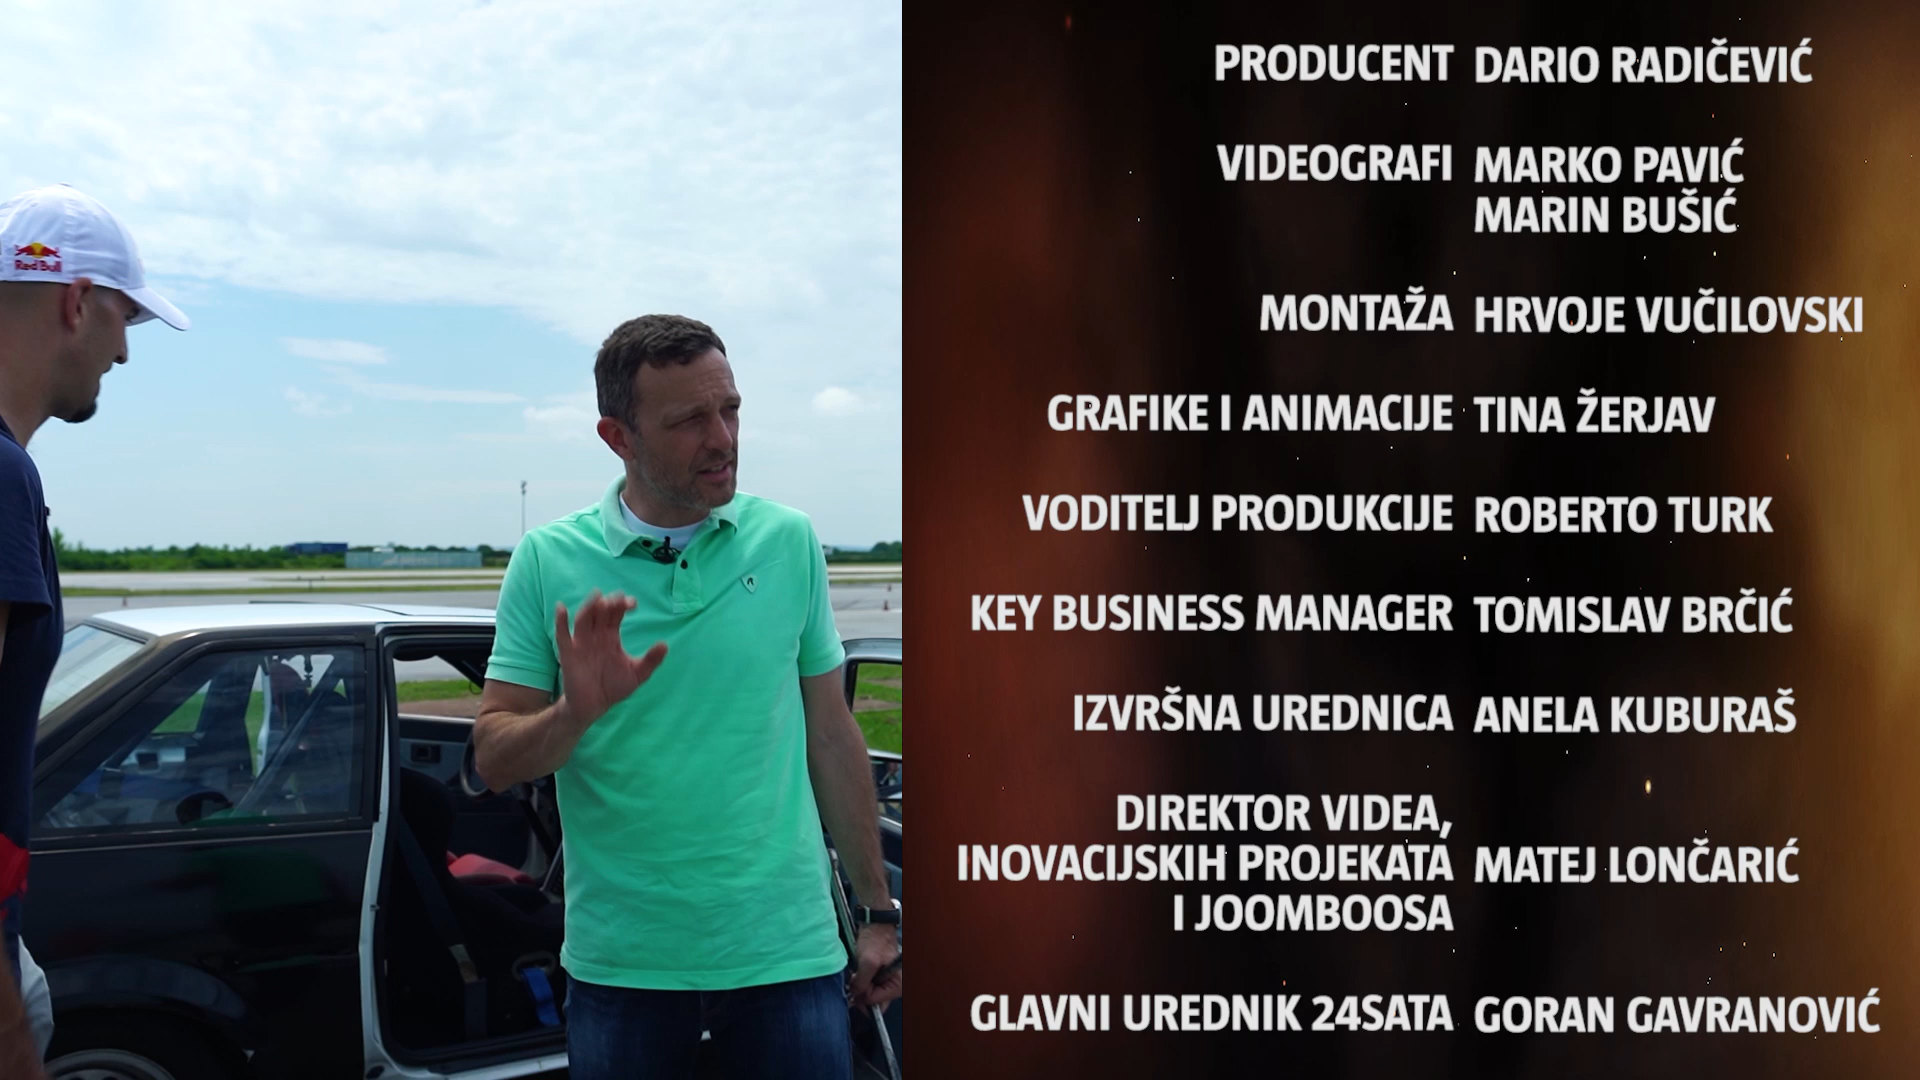 Red Bull
PRODUCENT DARIO RADIČEVIĆ
VIDEOGRAFI MARKO PAVIĆ
MARIN BUŠIĆ
MONTAŽA HRVOJE VUČILOVSKI
GRAFIKE I ANIMACIJE TINA ŽERJAV
VODITELJ PRODUKCIJE ROBERTO TURK
KEY BUSINESS MANAGER TOMISLAV BRČIĆ
IZVRŠNA UREDNICA ANELA KUBURAŠ
DIREKTOR VIDEA,
INOVACIJSKIH PROJEKATA MATEJ LONČARIĆ
I JOOMBOOSA
GLAVNI UREDNIK 24SATA GORAN GAVRANOVIĆ